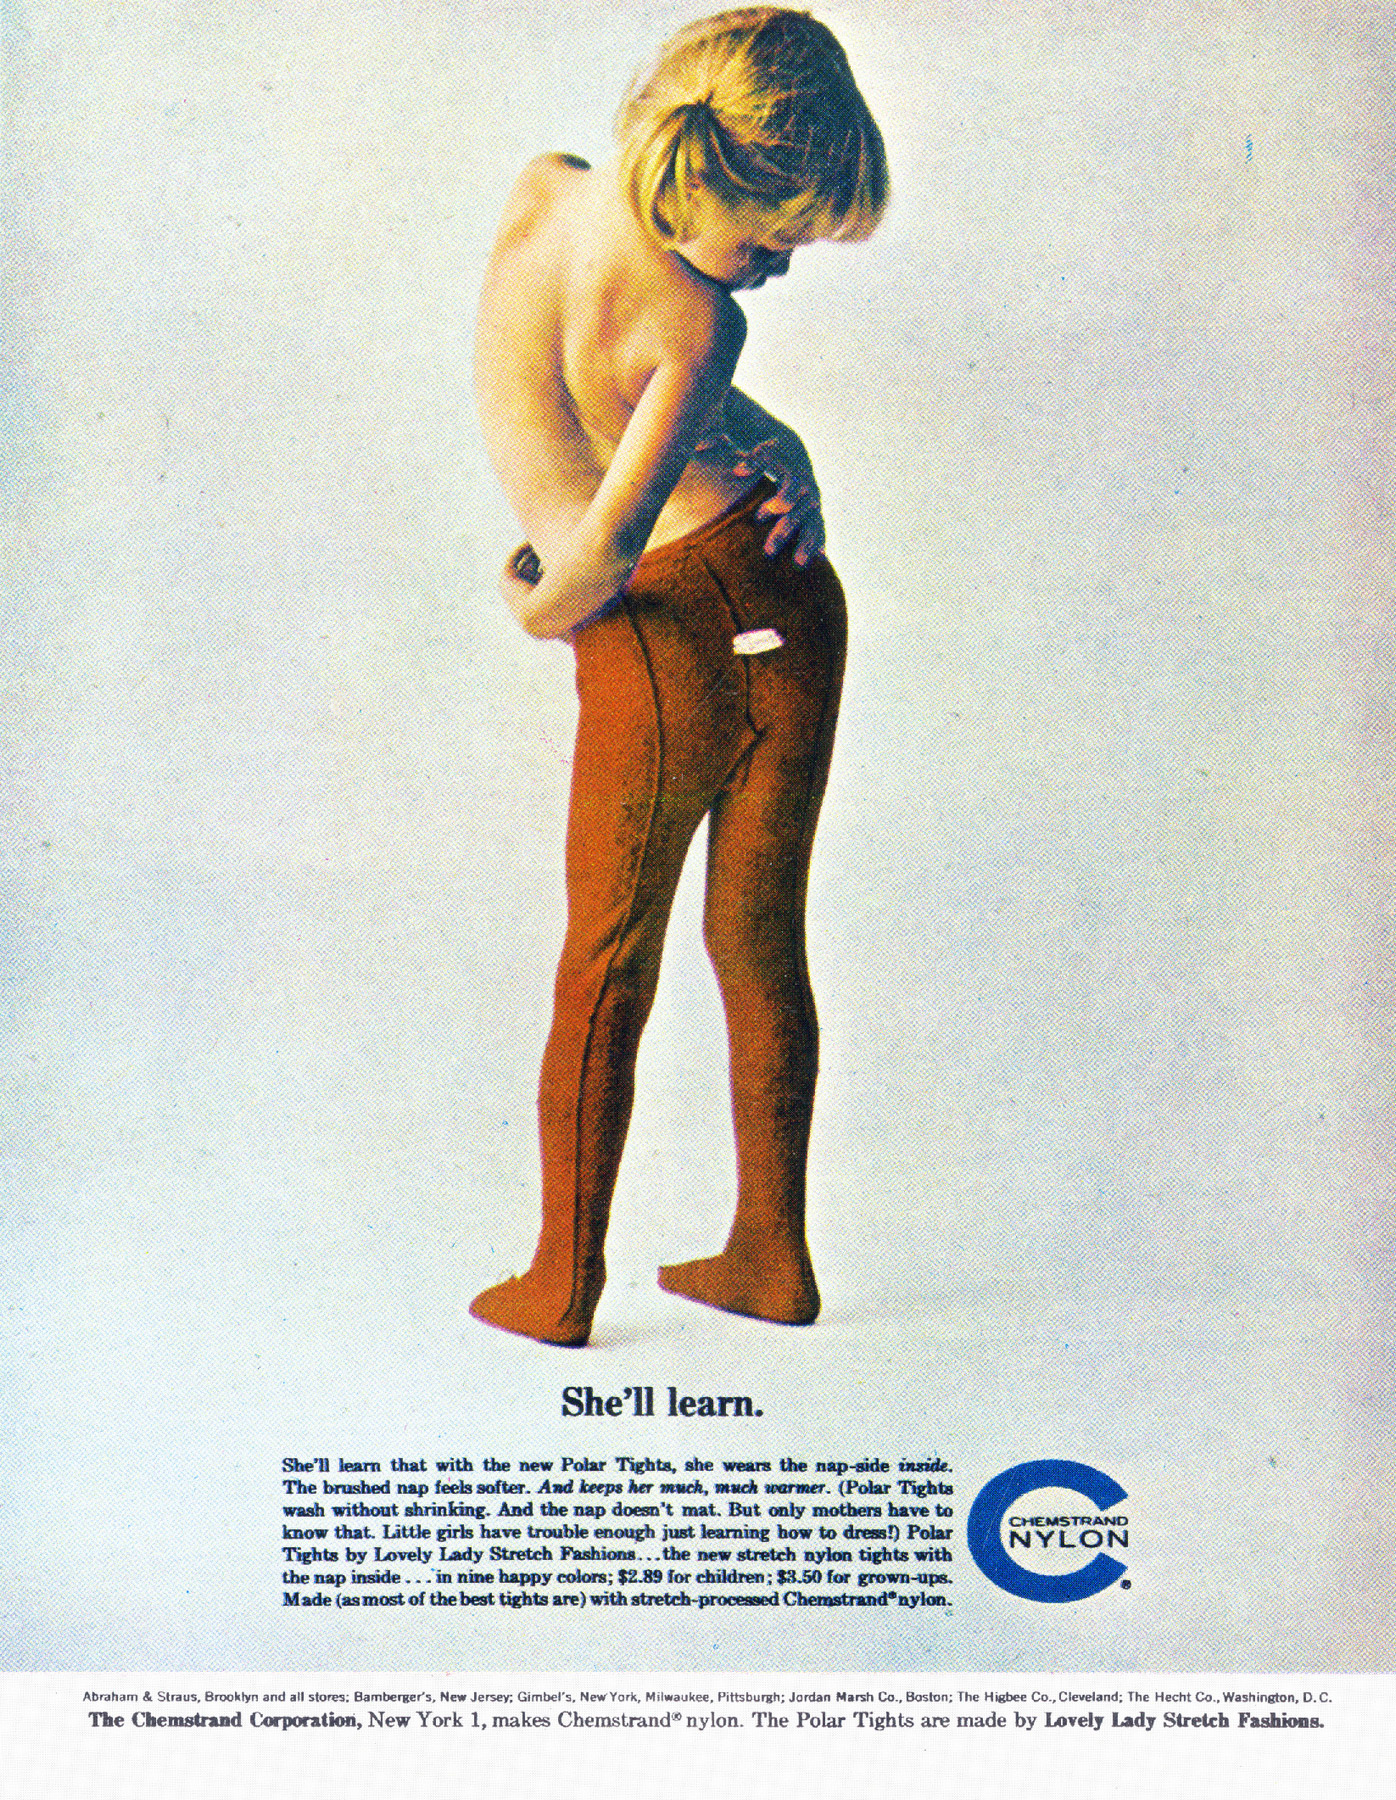 She'll learn.
She'll learn that with the new Polar Tights, she wears the nap-side inside.
The brushed nap feels softer. And keeps her much, much warmer. (Polar Tights
wash without shrinking. And the nap doesn't mat. But only mothers have to
know that. Little girls have trouble enough just learning how to dress!) Polar
Tights by Lovely Lady Stretch Fashions...the new stretch nylon tights with
the nap inside . . . in nine happy colors; $2.89 for children; $3.50 for grown-ups.
Made (as most of the best tights are) with stretch-processed Chemstrand® nylon.
CHEMSTRAND
NYLON
®
Abraham & Straus, Brooklyn and all stores; Bamberger's, New Jersey; Gimbel's, New York, Milwaukee, Pittsburgh; Jordan Marsh Co., Boston; The Higbee Co., Cleveland; The Hecht Co., Washington, D.C.
The Chemstrand Corporation, New York 1, makes Chemstrand® nylon. The Polar Tights are made by Lovely Lady Stretch Fashions.